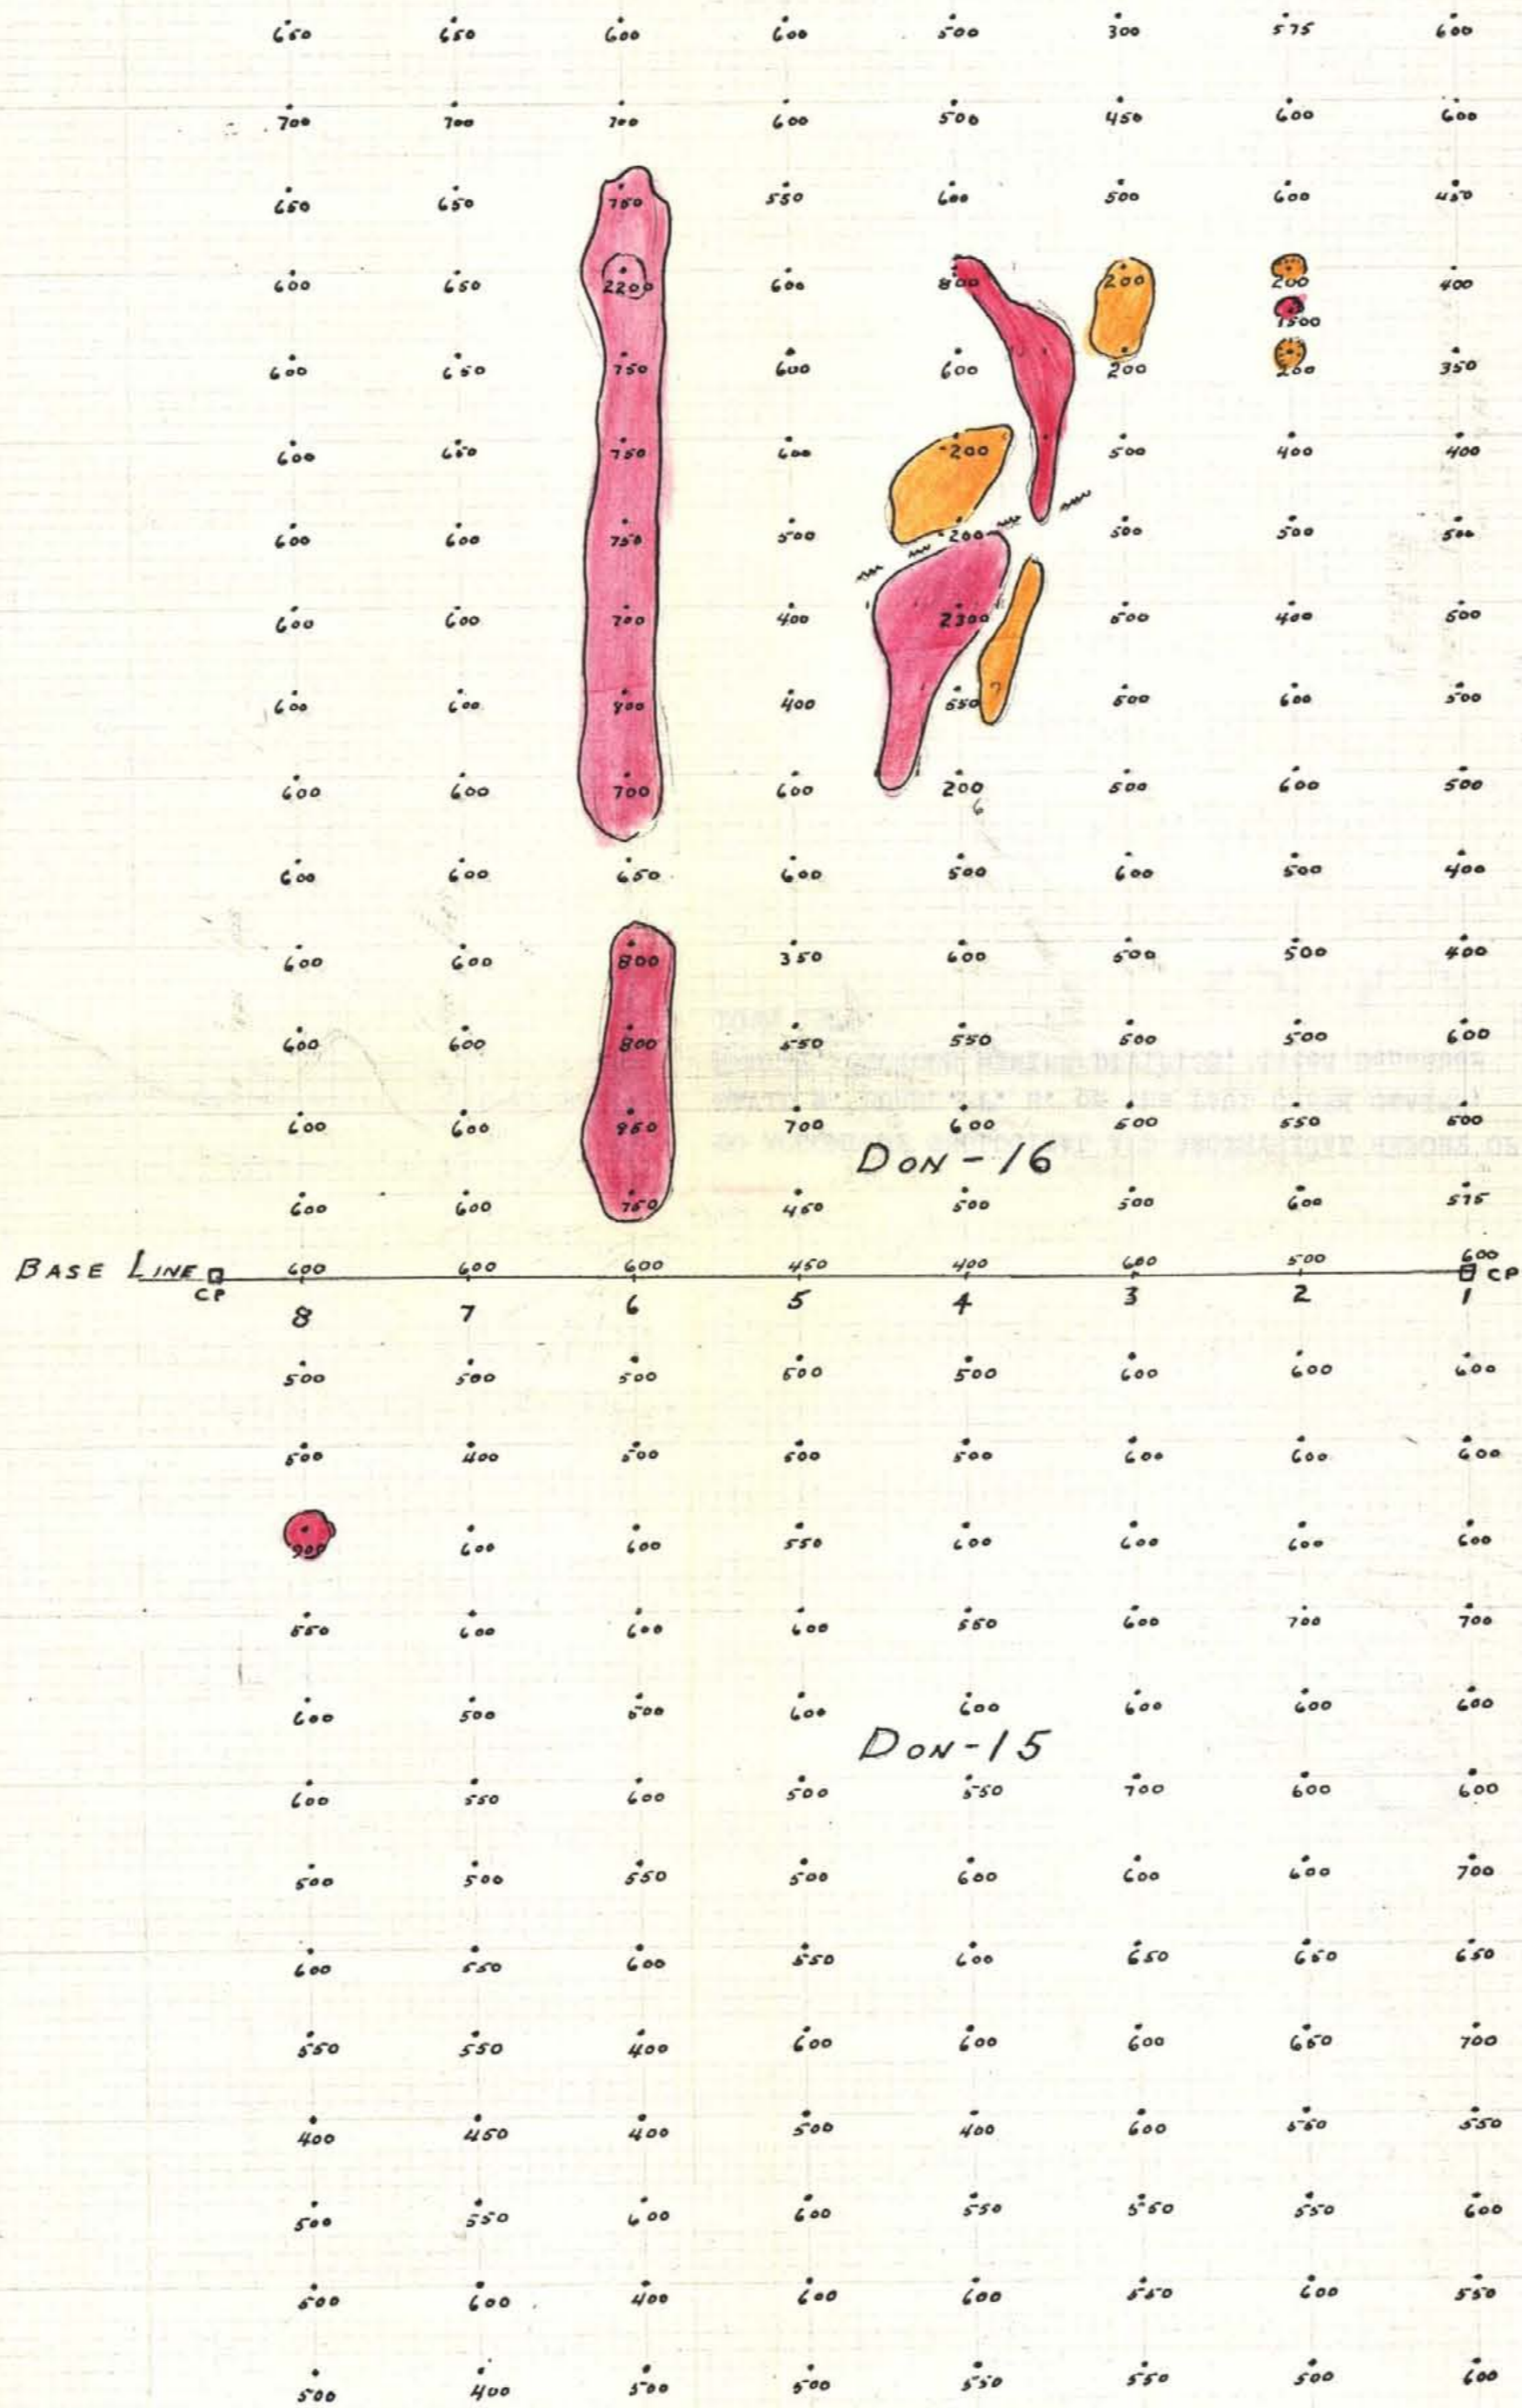 650 650 600 600 500 300 575 600
700 700 700 600 500 450 600 600
650 650 750 550 600 500 600 450
600 650 2200 600 800 200 200 400
1500
600 650 750 600 600 200 200 350
600 650 750 600 -200 500 400 400
600 600 750 500 -200 500 500 500
600 600 700 400 2300 500 400 500
600 600 800 400 550 ? 500 600 500
600 600 700 600 200 500 600 500
6
600 600 650 600 500 600 500 400
600 600 800 350 600 500 500 400
600 600 800 550 550 500 500 600
600 600 950 700 600 500 550 500
DON-16
600 600 750 450 500 500 600 575
BASE LINE 600 600 600 450 400 600 500 600
CP CP
8 7 6 5 4 3 2 1
500 500 500 500 500 600 600 600
500 400 500 500 500 600 600 600
900 600 600 550 600 600 600 600
550 600 600 600 550 600 700 700
600 500 500 600 600 600 600 600
DON-15
600 550 600 500 550 700 600 600
500 500 550 500 600 600 600 700
600 550 600 550 600 650 650 650
550 550 400 600 600 600 650 700
400 450 400 500 400 600 550 550
500 550 600 600 550 550 550 600
500 600 400 600 600 550 600 550
500 400 500 500 550 550 500 600